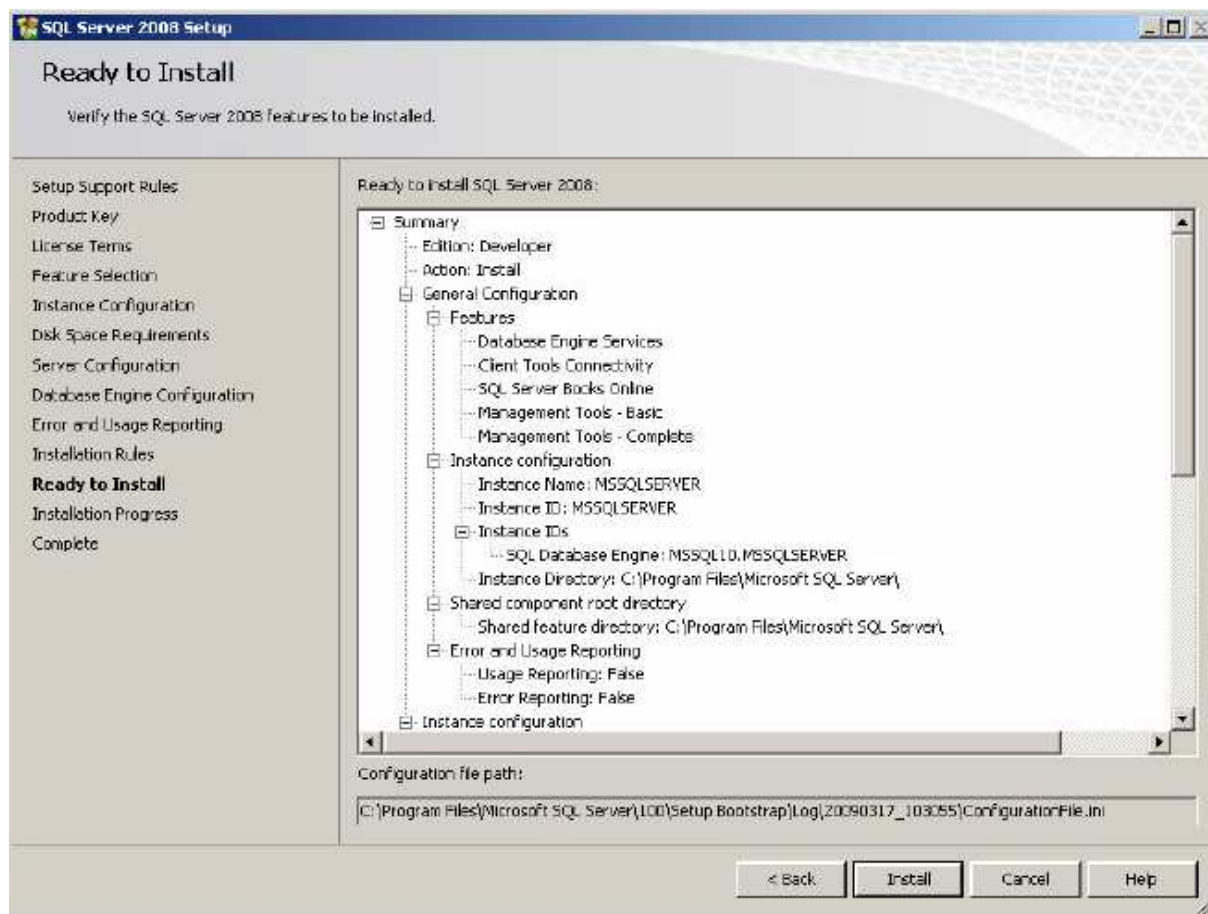 SQL Server 2008 Setup
Ready to Install
Verify the SQL Server 2008 features to be installed.
Setup Support Rules
Product Key
License Terms
Feature Selection
Instance Configuration
Disk Space Requirements
Server Configuration
Database Engine Configuration
Error and Usage Reporting
Installation Rules
Ready to Install
Installation Progress
Complete
Ready to install SQL Server 2008:
Summary
Edition: Developer
Action: Install
General Configuration
Features
Database Engine Services
Client Tools Connectivity
SQL Server Books Online
Management Tools - Basic
Management Tools - Complete
Instance configuration
Instance Name: MSSQLSERVER
Instance ID: MSSQLSERVER
Instance IDs
SQL Database Engine: MSSQL10.MSSQLSERVER
Instance Directory: C:\Program Files\Microsoft SQL Server\
Shared component root directory
Shared feature directory: C:\Program Files\Microsoft SQL Server\
Error and Usage Reporting
Usage Reporting: False
Error Reporting: False
Instance configuration
Configuration file path:
C:\Program Files\Microsoft SQL Server\100\Setup Bootstrap\Log\20090317_103055\ConfigurationFile.ini
< Back Install Cancel Help